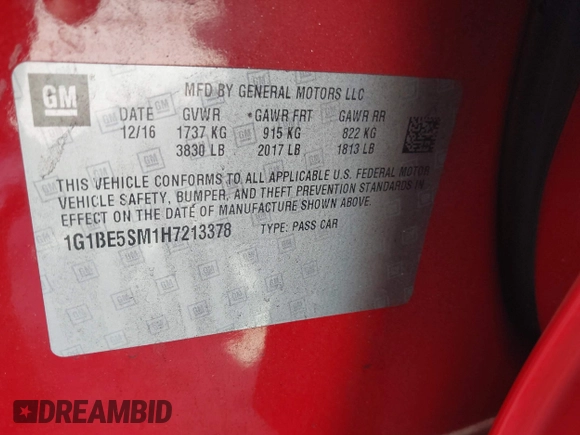 GM
MFD BY GENERAL MOTORS LLC
DATE GVWR GAWR FRT GAWR RR
12/16 1737 KG 915 KG 822 KG
3830 LB 2017 LB 1813 LB
THIS VEHICLE CONFORMS TO ALL APPLICABLE U.S. FEDERAL MOTOR
VEHICLE SAFETY, BUMPER, AND THEFT PREVENTION STANDARDS IN
EFFECT ON THE DATE OF MANUFACTURE SHOWN ABOVE.
1G1BE5SM1H7213378 TYPE: PASS CAR
DREAMBID